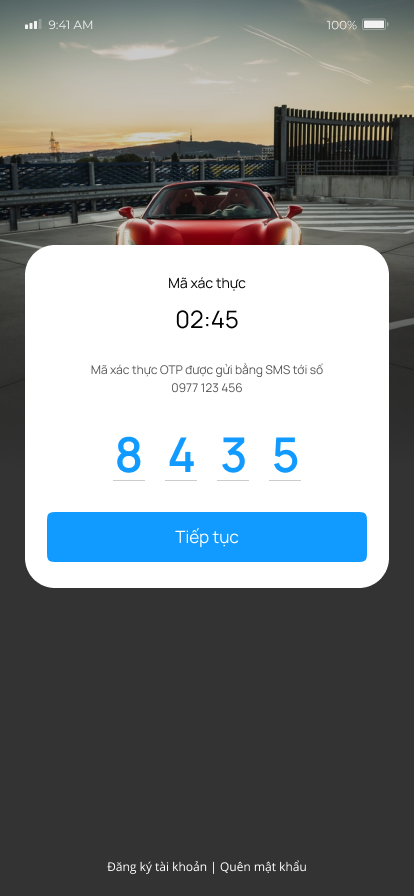 9:41 AM 100%
Mã xác thực
02:45
Mã xác thực OTP được gửi bằng SMS tới số
0977 123 456
8 4 3 5
Tiếp tục
Đăng ký tài khoản | Quên mật khẩu